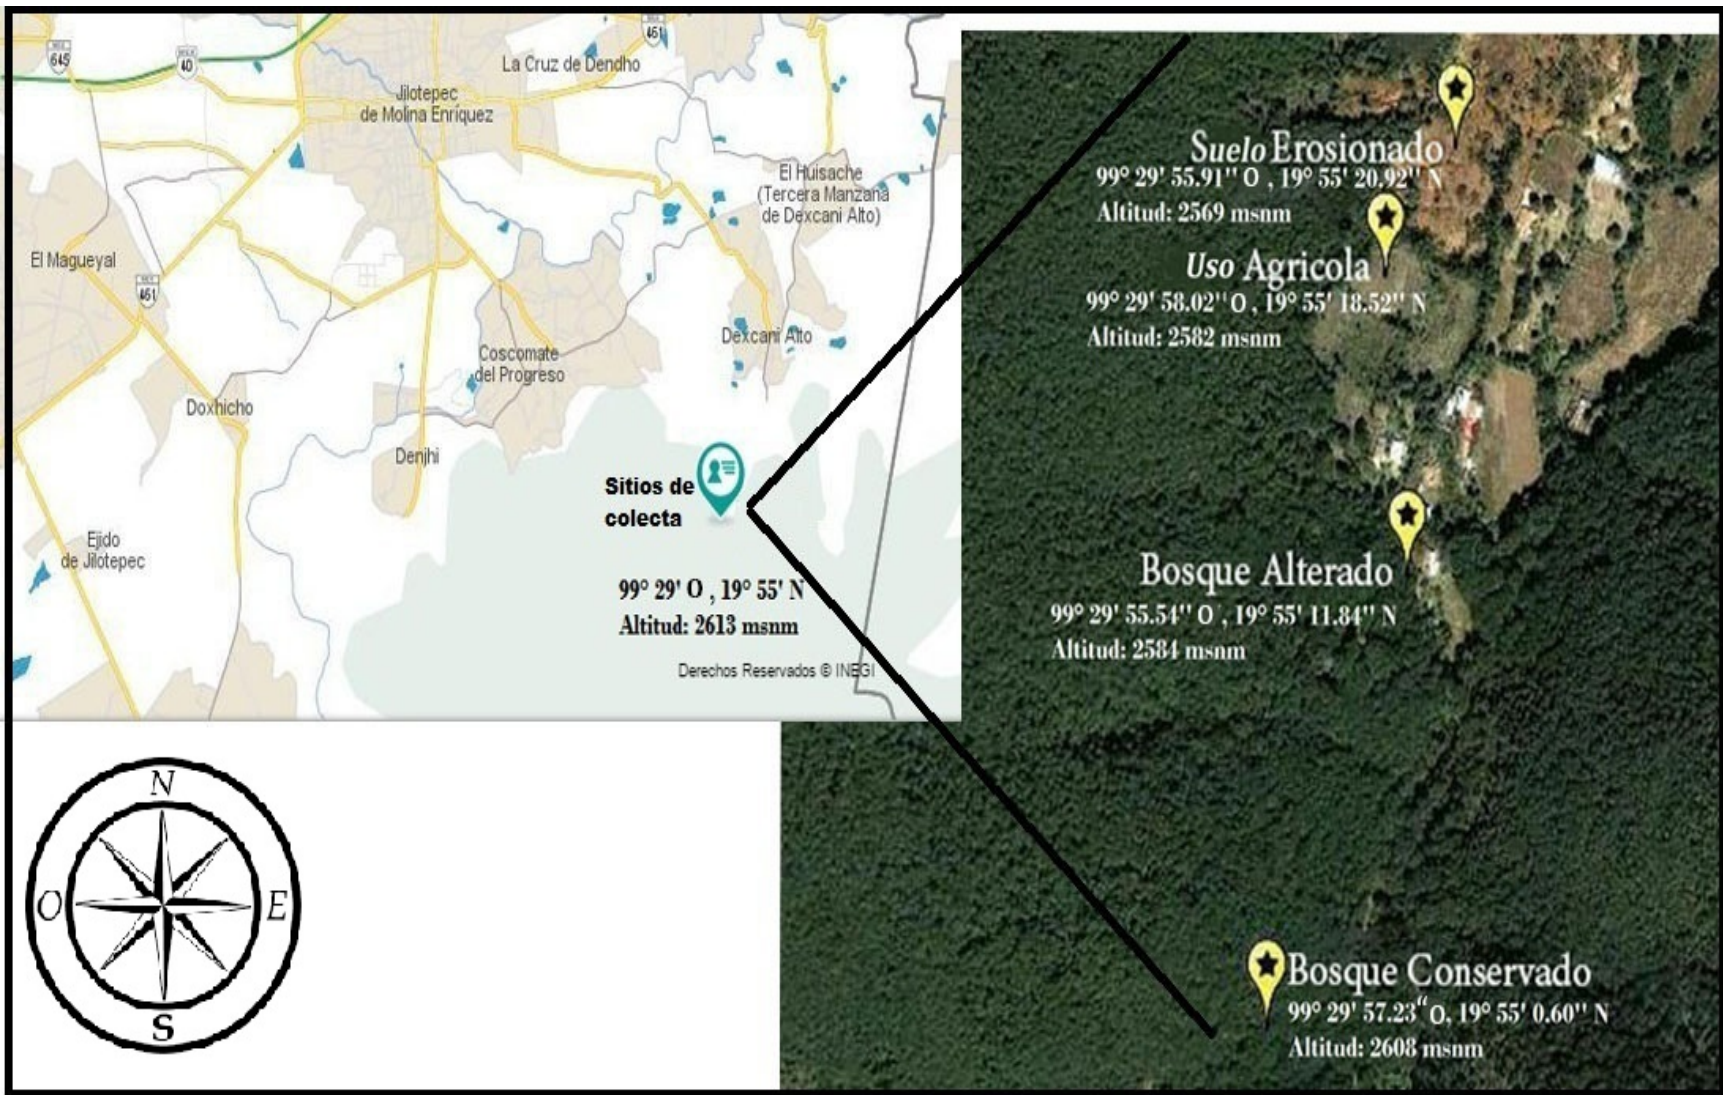 MEX
645
MEX
40
MEX
461
La Cruz de Dendho
Jilotepec
de Molina Enríquez
El Huisache
(Tercera Manzana
de Dexcani Alto)
El Magueyal
MEX
461
Dexcani Alto
Coscomate
del Progreso
Doxhicho
Denjhi
Sitios de
colecta
Ejido
de Jilotepec
99° 29' O , 19° 55' N
Altitud: 2613 msnm
Derechos Reservados © INEGI
Suelo Erosionado
99° 29' 55.91'' O , 19° 55' 20.92'' N
Altitud: 2569 msnm
Uso Agricola
99° 29' 58.02'' O , 19° 55' 18.52'' N
Altitud: 2582 msnm
Bosque Alterado
99° 29' 55.54'' O , 19° 55' 11.84'' N
Altitud: 2584 msnm
Bosque Conservado
99° 29' 57.23“ O, 19° 55' 0.60'' N
Altitud: 2608 msnm
N
O
E
S